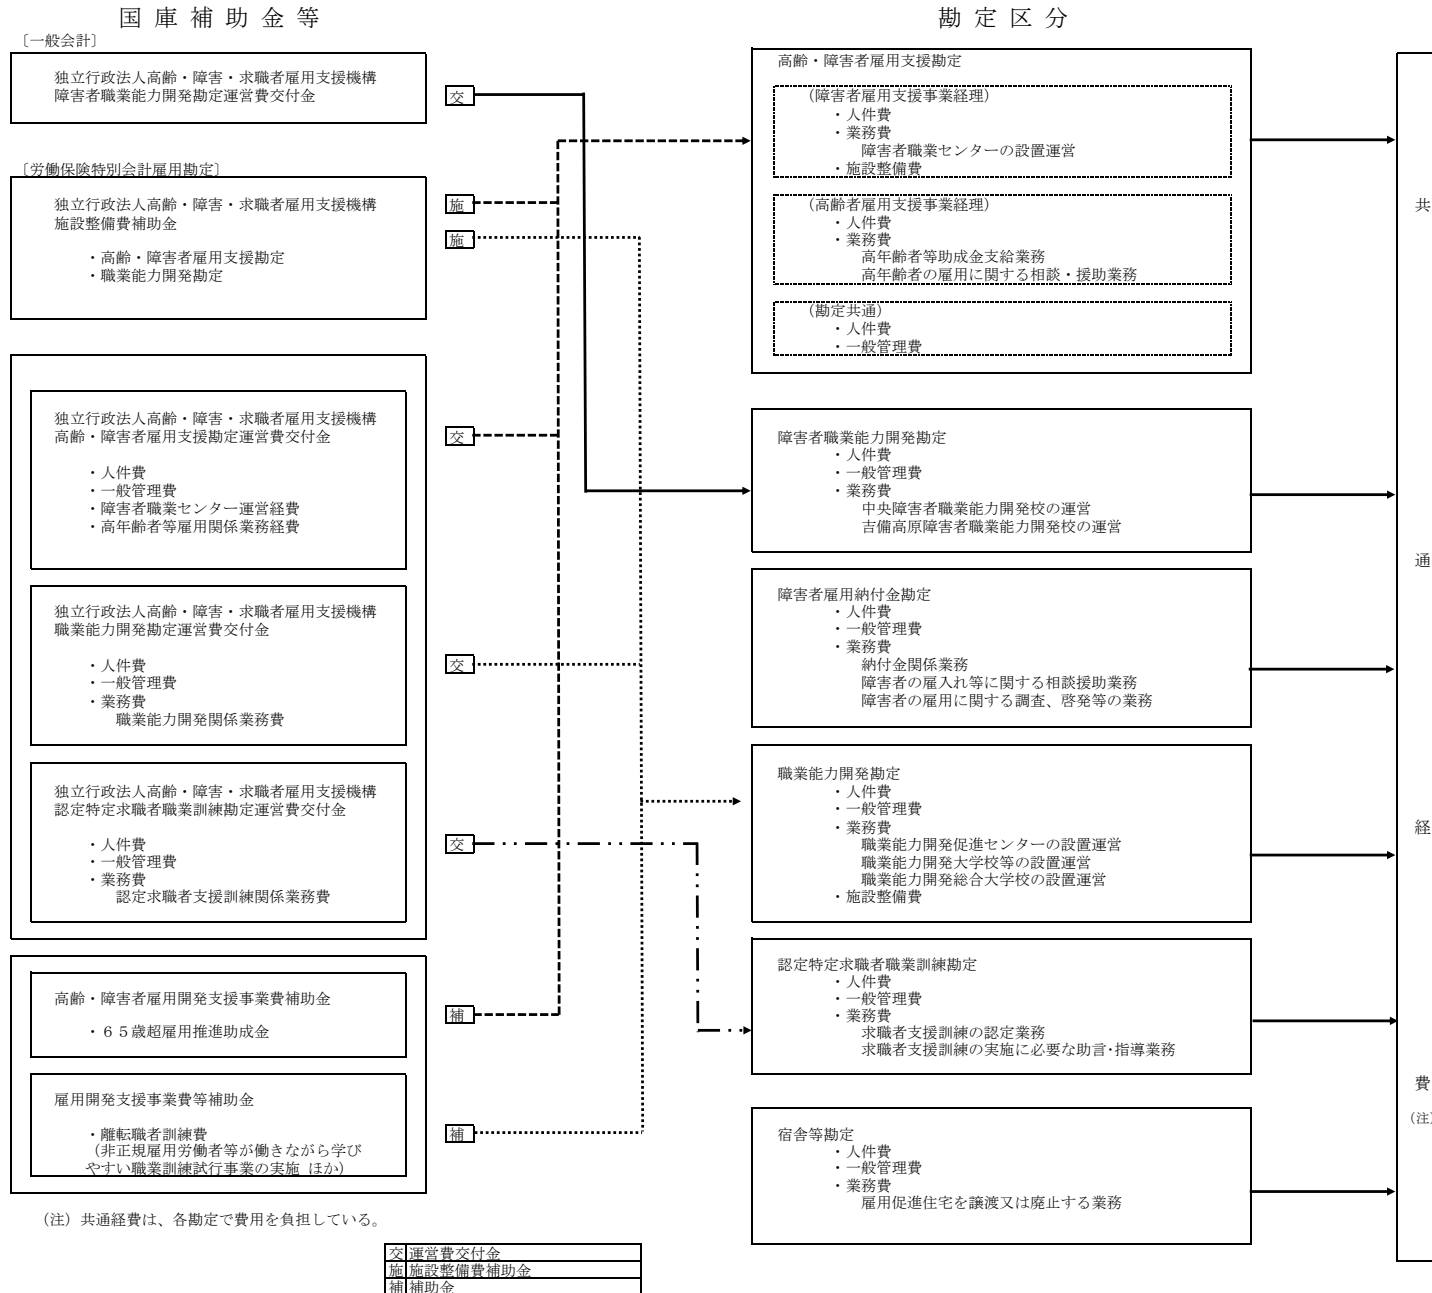 国庫補助金等
〔一般会計〕
独立行政法人高齢・障害・求職者雇用支援機構
障害者職業能力開発勘定運営費交付金
交
〔労働保険特別会計雇用勘定〕
独立行政法人高齢・障害・求職者雇用支援機構
施設整備費補助金
・高齢・障害者雇用支援勘定
・職業能力開発勘定
施
施
独立行政法人高齢・障害・求職者雇用支援機構
高齢・障害者雇用支援勘定運営費交付金
・人件費
・一般管理費
・障害者職業センター運営経費
・高年齢者等雇用関係業務経費
交
独立行政法人高齢・障害・求職者雇用支援機構
職業能力開発勘定運営費交付金
・人件費
・一般管理費
・業務費
職業能力開発関係業務費
交
独立行政法人高齢・障害・求職者雇用支援機構
認定特定求職者職業訓練勘定運営費交付金
・人件費
・一般管理費
・業務費
認定求職者支援訓練関係業務費
交
高齢・障害者雇用開発支援事業費補助金
・６５歳超雇用推進助成金
補
雇用開発支援事業費等補助金
・離転職者訓練費
（非正規雇用労働者等が働きながら学び
やすい職業訓練試行事業の実施 ほか）
補
（注）共通経費は、各勘定で費用を負担している。
交 運営費交付金
施 施設整備費補助金
補 補助金
勘定区分
高齢・障害者雇用支援勘定
（障害者雇用支援事業経理）
・人件費
・業務費
障害者職業センターの設置運営
・施設整備費
（高齢者雇用支援事業経理）
・人件費
・業務費
高年齢者等助成金支給業務
高年齢者の雇用に関する相談・援助業務
（勘定共通）
・人件費
・一般管理費
障害者職業能力開発勘定
・人件費
・一般管理費
・業務費
中央障害者職業能力開発校の運営
吉備高原障害者職業能力開発校の運営
障害者雇用納付金勘定
・人件費
・一般管理費
・業務費
納付金関係業務
障害者の雇入れ等に関する相談援助業務
障害者の雇用に関する調査、啓発等の業務
職業能力開発勘定
・人件費
・一般管理費
・業務費
職業能力開発促進センターの設置運営
職業能力開発大学校等の設置運営
職業能力開発総合大学校の設置運営
・施設整備費
認定特定求職者職業訓練勘定
・人件費
・一般管理費
・業務費
求職者支援訓練の認定業務
求職者支援訓練の実施に必要な助言・指導業務
宿舎等勘定
・人件費
・一般管理費
・業務費
雇用促進住宅を譲渡又は廃止する業務
共
通
経
費
（注）